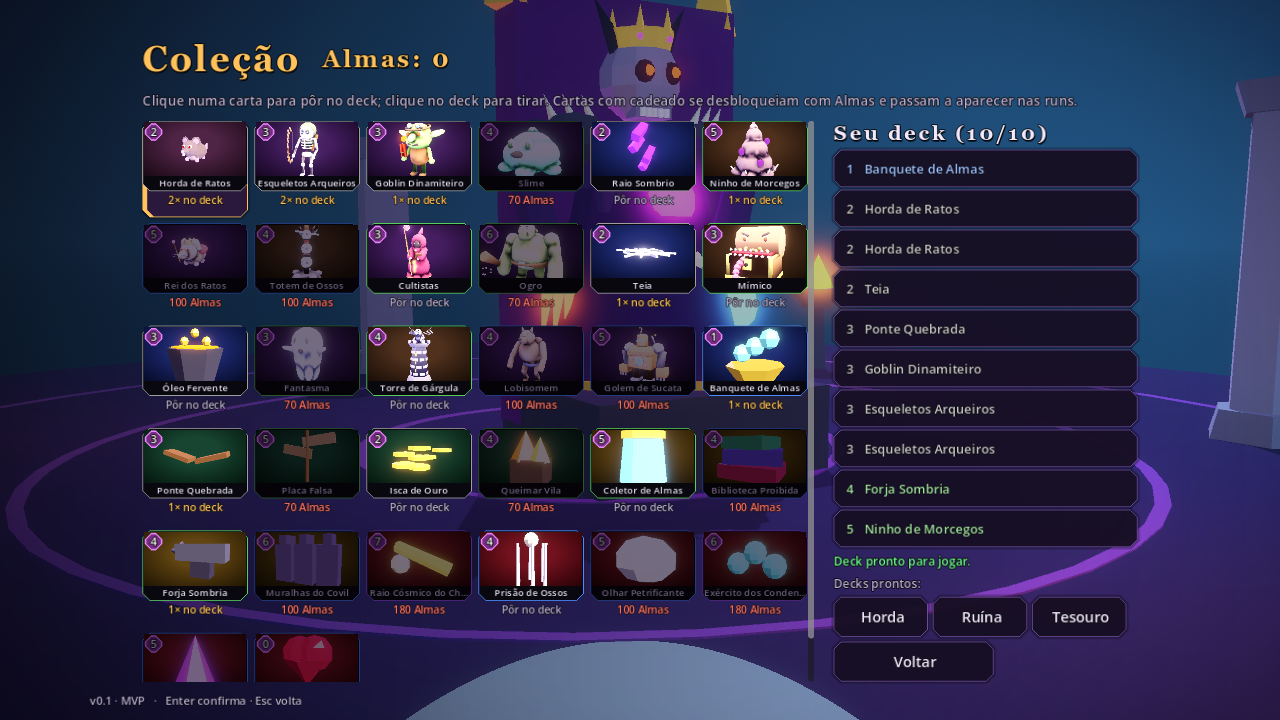 Coleção Almas: 0
Clique numa carta para pôr no deck; clique no deck para tirar. Cartas com cadeado se desbloqueiam com Almas e passam a aparecer nas runs.
2 3 3 4 2 5
Horda de Ratos Esqueletos Arqueiros Goblin Dinamiteiro Slime Raio Sombrio Ninho de Morcegos
2× no deck 2× no deck 1× no deck 70 Almas Pôr no deck 1× no deck
5 4 3 6 2 3
Rei dos Ratos Totem de Ossos Cultistas Ogro Teia Mímico
100 Almas 100 Almas Pôr no deck 70 Almas 1× no deck Pôr no deck
3 3 4 5 5 1
Óleo Fervente Fantasma Torre de Gárgula Lobisomem Golem de Sucata Banquete de Almas
Pôr no deck 70 Almas Pôr no deck 100 Almas 100 Almas 1× no deck
3 5 2 4 5 4
Ponte Quebrada Placa Falsa Isca de Ouro Queimar Vila Coletor de Almas Biblioteca Proibida
1× no deck 70 Almas Pôr no deck 70 Almas Pôr no deck 100 Almas
4 6 7 4 5 6
Forja Sombria Muralhas do Covil Raio Cósmico do Ch... Prisão de Ossos Olhar Petrificante Exército dos Conden...
1× no deck 100 Almas 180 Almas Pôr no deck 100 Almas 180 Almas
5 0
Seu deck (10/10)
1 Banquete de Almas
2 Horda de Ratos
2 Horda de Ratos
2 Teia
3 Ponte Quebrada
3 Goblin Dinamiteiro
3 Esqueletos Arqueiros
3 Esqueletos Arqueiros
4 Forja Sombria
5 Ninho de Morcegos
Deck pronto para jogar.
Decks prontos:
Horda Ruína Tesouro
Voltar
v0.1 · MVP · Enter confirma · Esc volta